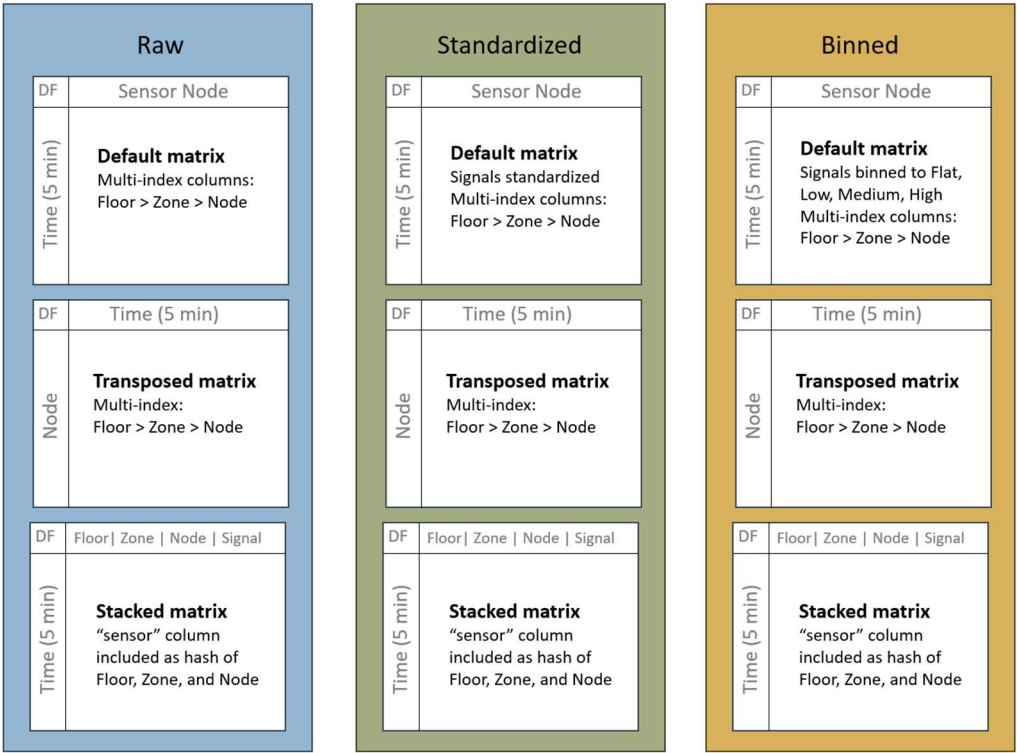 Raw
DF
Sensor Node
Time (5 min)
Default matrix
Multi-index columns:
Floor > Zone > Node
DF
Time (5 min)
Node
Transposed matrix
Multi-index:
Floor > Zone > Node
DF
Floor| Zone | Node | Signal
Time (5 min)
Stacked matrix
“sensor” column
included as hash of
Floor, Zone, and Node
Standardized
DF
Sensor Node
Time (5 min)
Default matrix
Signals standardized
Multi-index columns:
Floor > Zone > Node
DF
Time (5 min)
Node
Transposed matrix
Multi-index:
Floor > Zone > Node
DF
Floor| Zone | Node | Signal
Time (5 min)
Stacked matrix
“sensor” column
included as hash of
Floor, Zone, and Node
Binned
DF
Sensor Node
Time (5 min)
Default matrix
Signals binned to Flat,
Low, Medium, High
Multi-index columns:
Floor > Zone > Node
DF
Time (5 min)
Node
Transposed matrix
Multi-index:
Floor > Zone > Node
DF
Floor| Zone | Node | Signal
Time (5 min)
Stacked matrix
“sensor” column
included as hash of
Floor, Zone, and Node